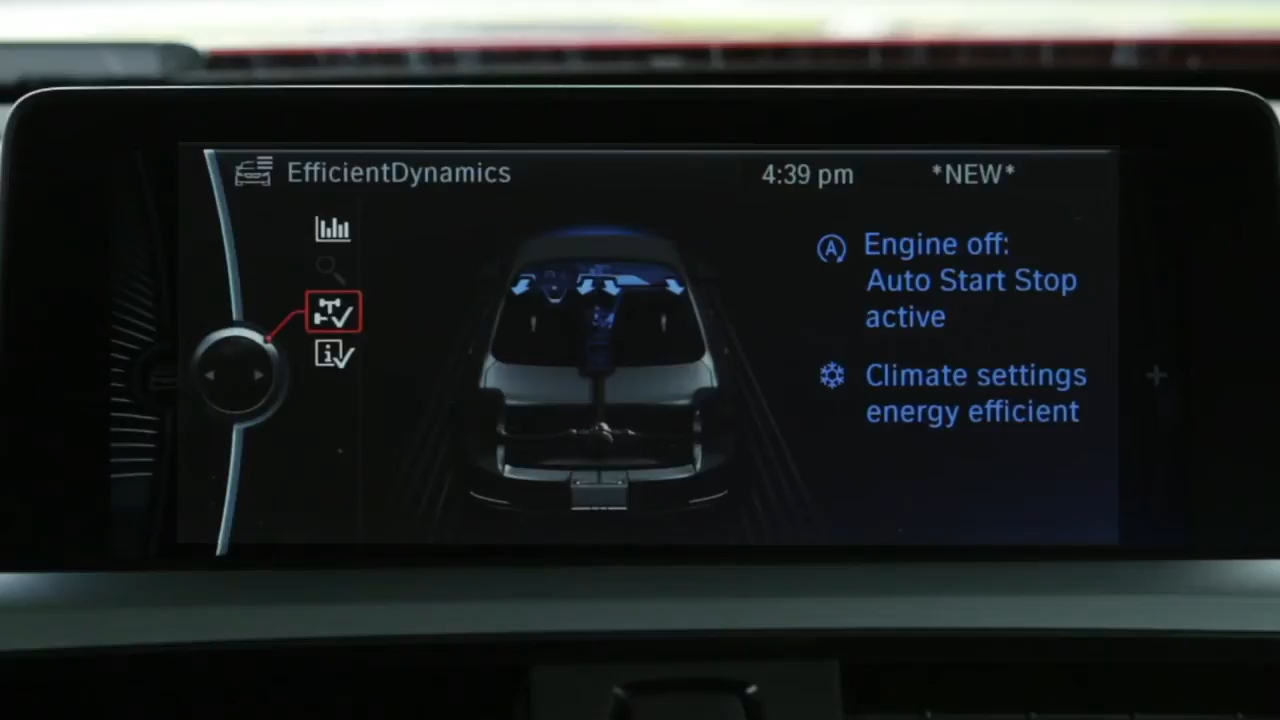 EfficientDynamics 4:39 pm *NEW*
Engine off:
Auto Start Stop
active
Climate settings
energy efficient